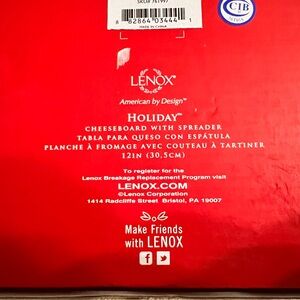 SKU# 761997
8 82864 03444 1
MADE IN CHINA
CIB
LENOX®
American by Design™
HOLIDAY™
CHEESEBOARD WITH SPREADER
TABLA PARA QUESO CON ESPÁTULA
PLANCHE À FROMAGE AVEC COUTEAU À TARTINER
12IN (30,5CM)
To register for the
Lenox Breakage Replacement Program visit
LENOX.COM
©Lenox Corporation
1414 Radcliffe Street Bristol, PA 19007
Make Friends
with LENOX
f